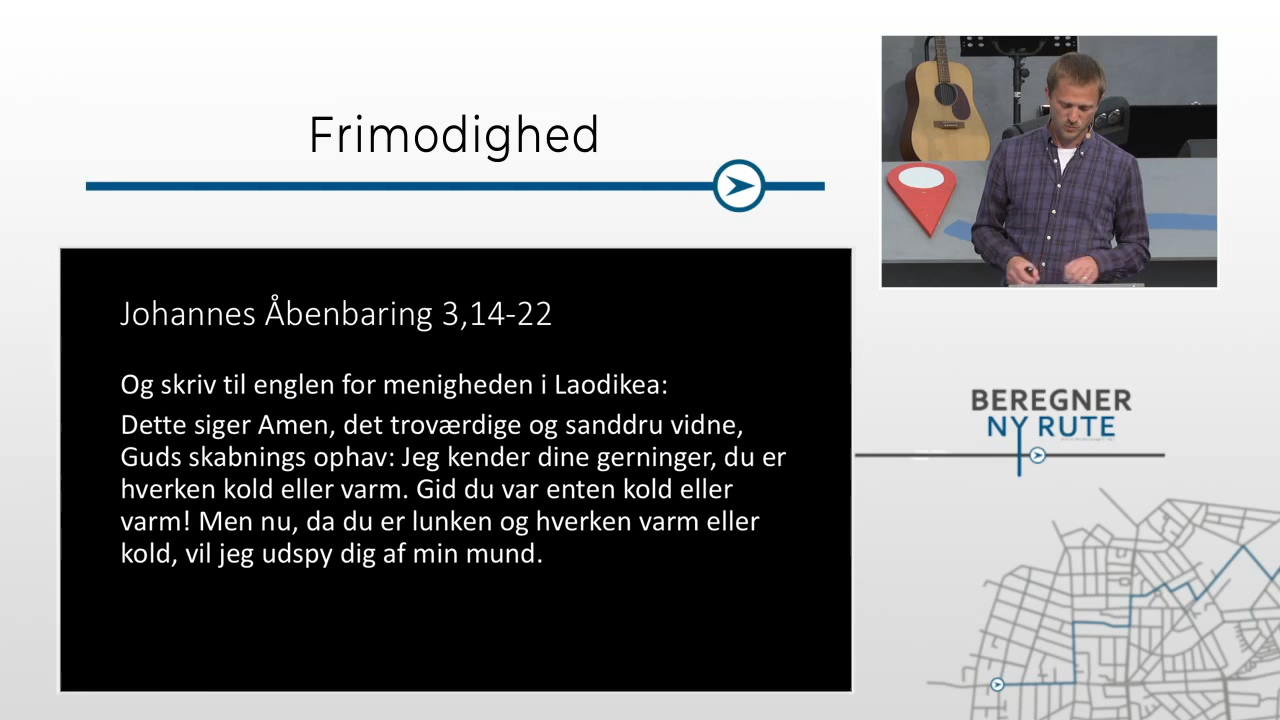 Frimodighed
Johannes Åbenbaring 3,14-22
Og skriv til englen for menigheden i Laodikea:
Dette siger Amen, det troværdige og sanddru vidne,
Guds skabnings ophav: Jeg kender dine gerninger, du er
hverken kold eller varm. Gid du var enten kold eller
varm! Men nu, da du er lunken og hverken varm eller
kold, vil jeg udspy dig af min mund.
BEREGNER
NY RUTE